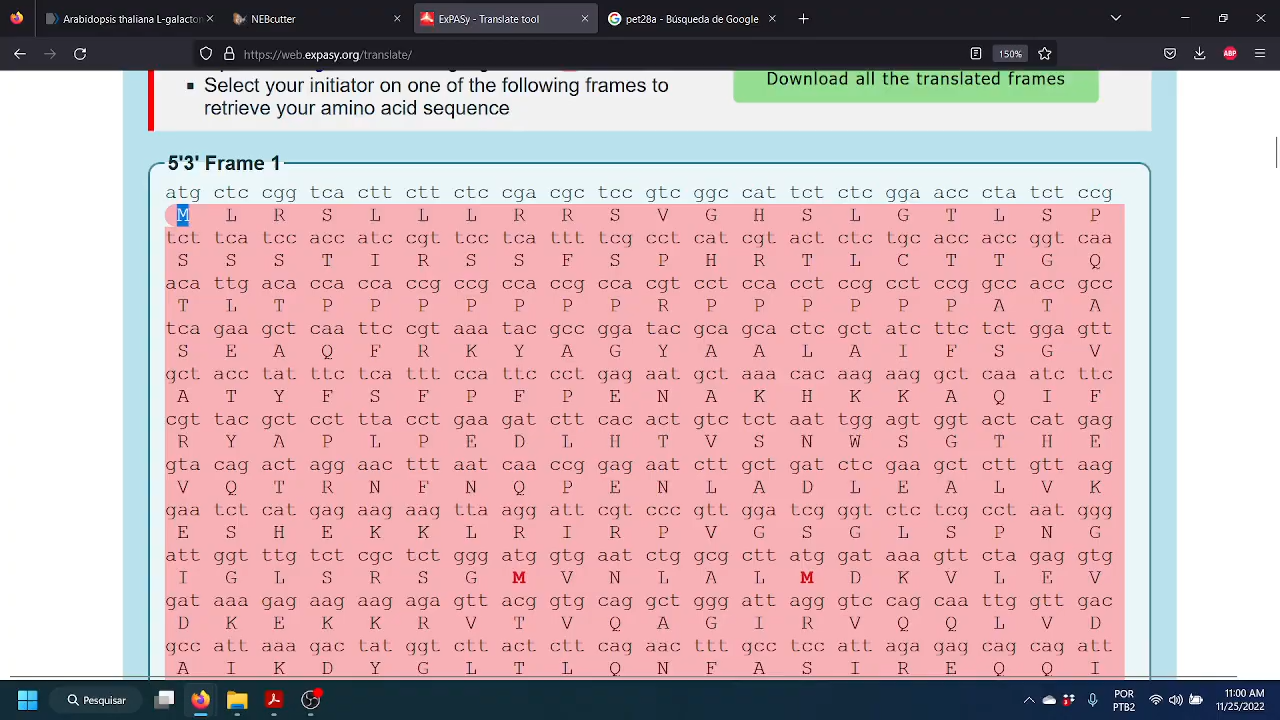 Arabidopsis thaliana L-galactor
NEBcutter
ExPASy - Translate tool
pet28a - Búsqueda de Google
https://web.expasy.org/translate/
150%
ABP
Select your initiator on one of the following frames to
retrieve your amino acid sequence
Download all the translated frames
5'3' Frame 1
atg ctc cgg tca ctt ctt ctc cga cgc tcc gtc ggc cat tct ctc gga acc cta tct ccg
M L R S L L L R R S V G H S L G T L S P
tct tca tcc acc atc cgt tcc tca ttt tcg cct cat cgt act ctc tgc acc acc ggt caa
S S S T I R S S F S P H R T L C T T G Q
aca ttg aca cca cca ccg ccg cca ccg cca cgt cct cca cct ccg cct ccg gcc acc gcc
T L T P P P P P P P R P P P P P P A T A
tca gaa gct caa ttc cgt aaa tac gcc gga tac gca gca ctc gct atc ttc tct gga gtt
S E A Q F R K Y A G Y A A L A I F S G V
gct acc tat ttc tca ttt cca ttc cct gag aat gct aaa cac aag aag gct caa atc ttc
A T Y F S F P F P E N A K H K K A Q I F
cgt tac gct cct tta cct gaa gat ctt cac act gtc tct aat tgg agt ggt act cat gag
R Y A P L P E D L H T V S N W S G T H E
gta cag act agg aac ttt aat caa ccg gag aat ctt gct gat ctc gaa gct ctt gtt aag
V Q T R N F N Q P E N L A D L E A L V K
gaa tct cat gag aag aag tta agg att cgt ccc gtt gga tcg ggt ctc tcg cct aat ggg
E S H E K K L R I R P V G S G L S P N G
att ggt ttg tct cgc tct ggg atg gtg aat ctg gcg ctt atg gat aaa gtt cta gag gtg
I G L S R S G M V N L A L M D K V L E V
gat aaa gag aag aag aga gtt acg gtg cag gct ggg att agg gtc cag caa ttg gtt gac
D K E K K R V T V Q A G I R V Q Q L V D
gcc att aaa gac tat ggt ctt act ctt cag aac ttt gcc tcc att aga gag cag cag att
A I K D Y G L T L Q N F A S I R E Q Q I
Pesquisar
POR
PTB2
11:00 AM
11/25/2022